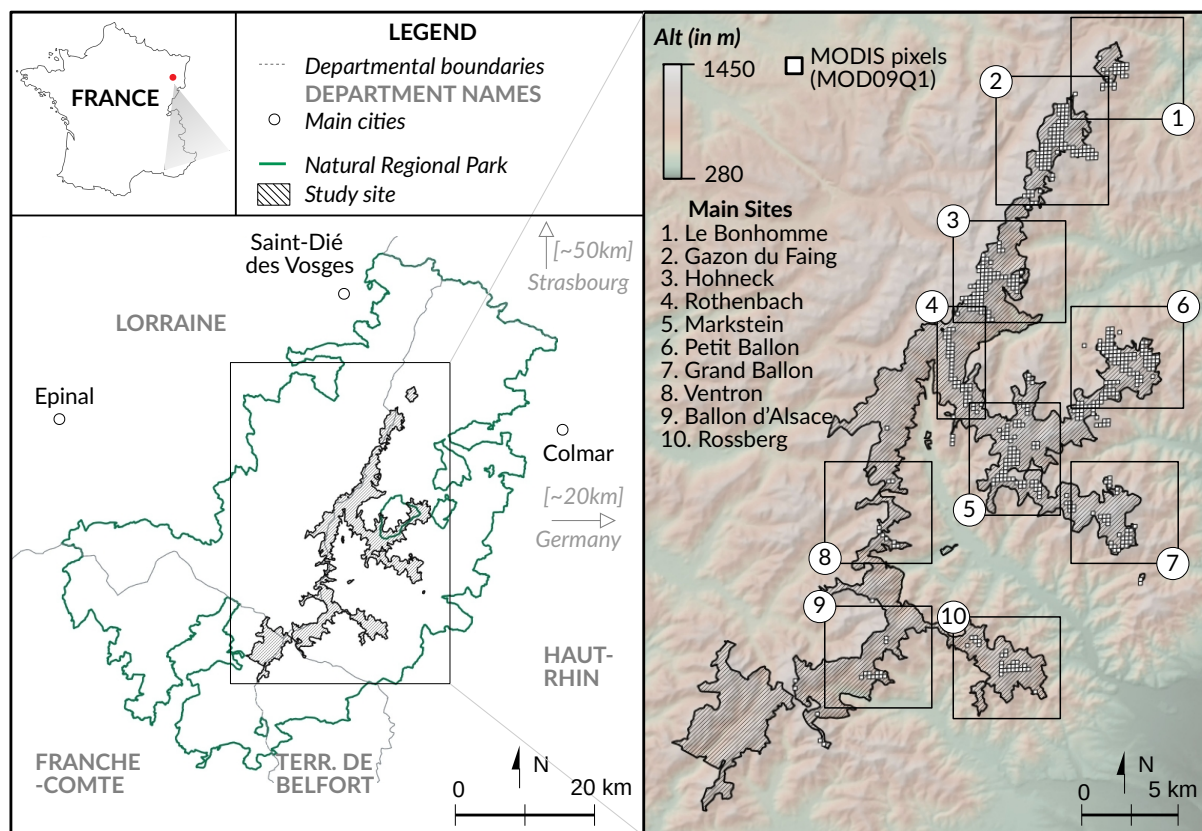 FRANCE
LEGEND
Departmental boundaries
DEPARTMENT NAMES
Main cities
Natural Regional Park
Study site
Saint-Dié
des Vosges
[~50km]
Strasbourg
LORRAINE
Epinal
Colmar
[~20km]
Germany
HAUT-
RHIN
FRANCHE
-COMTE
TERR. DE
BELFORT
N
0 20 km
Alt (in m)
1450
280
MODIS pixels
(MOD09Q1)
Main Sites
1. Le Bonhomme
2. Gazon du Faing
3. Hohneck
4. Rothenbach
5. Markstein
6. Petit Ballon
7. Grand Ballon
8. Ventron
9. Ballon d'Alsace
10. Rossberg
1
2
3
4
5
6
7
8
9
10
N
0 5 km